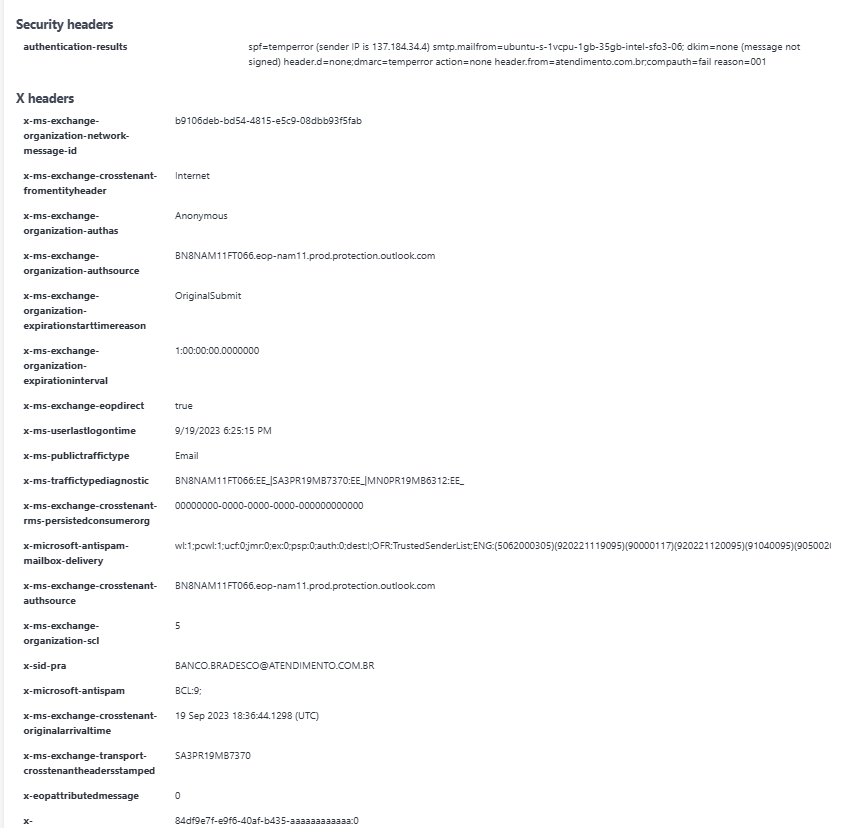 Security headers
authentication-results
spf=temperror (sender IP is 137.184.34.4) smtp.mailfrom=ubuntu-s-1vcpu-1gb-35gb-intel-sfo3-06; dkim=none (message not
signed) header.d=none;dmarc=temperror action=none header.from=atendimento.com.br;compauth=fail reason=001
X headers
x-ms-exchange-
organization-network-
message-id
b9106deb-bd54-4815-e5c9-08dbb93f5fab
x-ms-exchange-crosstenant-
fromentityheader
Internet
x-ms-exchange-
organization-authas
Anonymous
x-ms-exchange-
organization-authsource
BN8NAM11FT066.eop-nam11.prod.protection.outlook.com
x-ms-exchange-
organization-
expirationstarttimereason
OriginalSubmit
x-ms-exchange-
organization-
expirationinterval
1:00:00:00.0000000
x-ms-exchange-eopdirect
true
x-ms-userlastlogontime
9/19/2023 6:25:15 PM
x-ms-publictraffictype
Email
x-ms-traffictypediagnostic
BN8NAM11FT066:EE_|SA3PR19MB7370:EE_|MN0PR19MB6312:EE_
x-ms-exchange-crosstenant-
rms-persistedconsumerorg
00000000-0000-0000-0000-000000000000
x-microsoft-antispam-
mailbox-delivery
wl:1;pcwl:1;ucf:0;jmr:0;ex:0;psp:0;auth:0;dest:I;OFR:TrustedSenderList;ENG:(5062000305)(920221119095)(90000117)(920221120095)(91040095)(905002
x-ms-exchange-crosstenant-
authsource
BN8NAM11FT066.eop-nam11.prod.protection.outlook.com
x-ms-exchange-
organization-scl
5
x-sid-pra
BANCO.BRADESCO@ATENDIMENTO.COM.BR
x-microsoft-antispam
BCL:9;
x-ms-exchange-crosstenant-
originalarrivaltime
19 Sep 2023 18:36:44.1298 (UTC)
x-ms-exchange-transport-
crosstenantheadersstamped
SA3PR19MB7370
x-eopattributedmessage
0
x-
84df9e7f-e9f6-40af-b435-aaaaaaaaaaaa:0